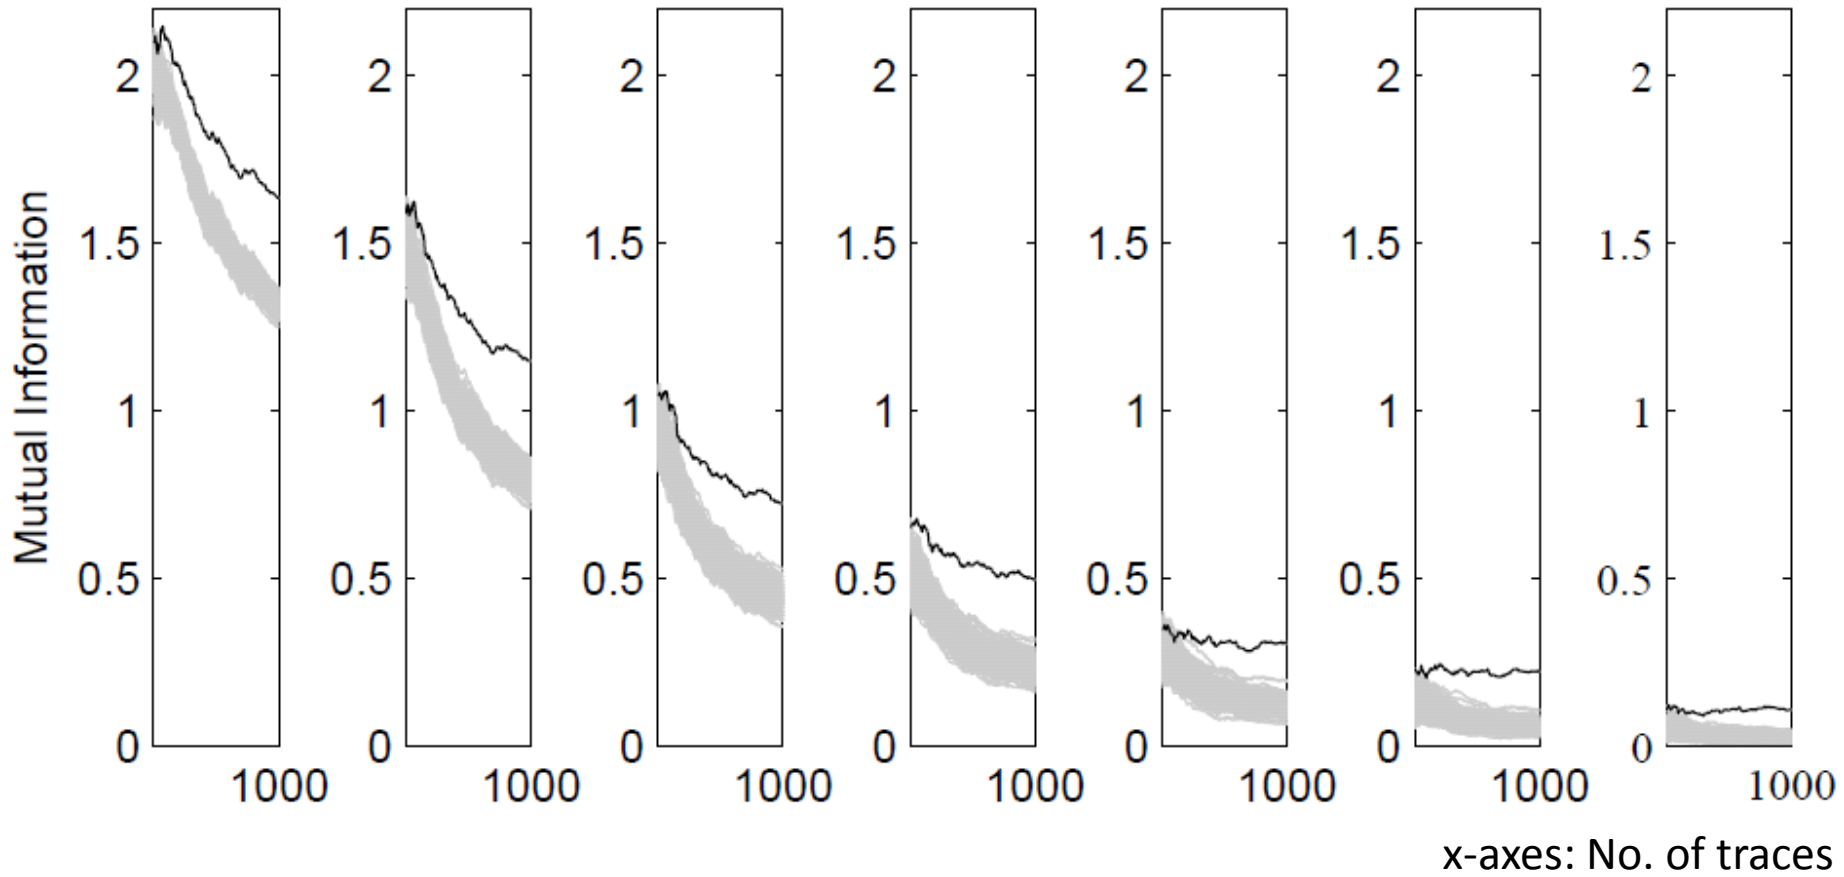 Mutual Information
2 2 2 2 2 2 2
1.5 1.5 1.5 1.5 1.5 1.5 1.5
1 1 1 1 1 1 1
0.5 0.5 0.5 0.5 0.5 0.5 0.5
0 0 0 0 0 0 0
1000 1000 1000 1000 1000 1000 1000
x-axes: No. of traces